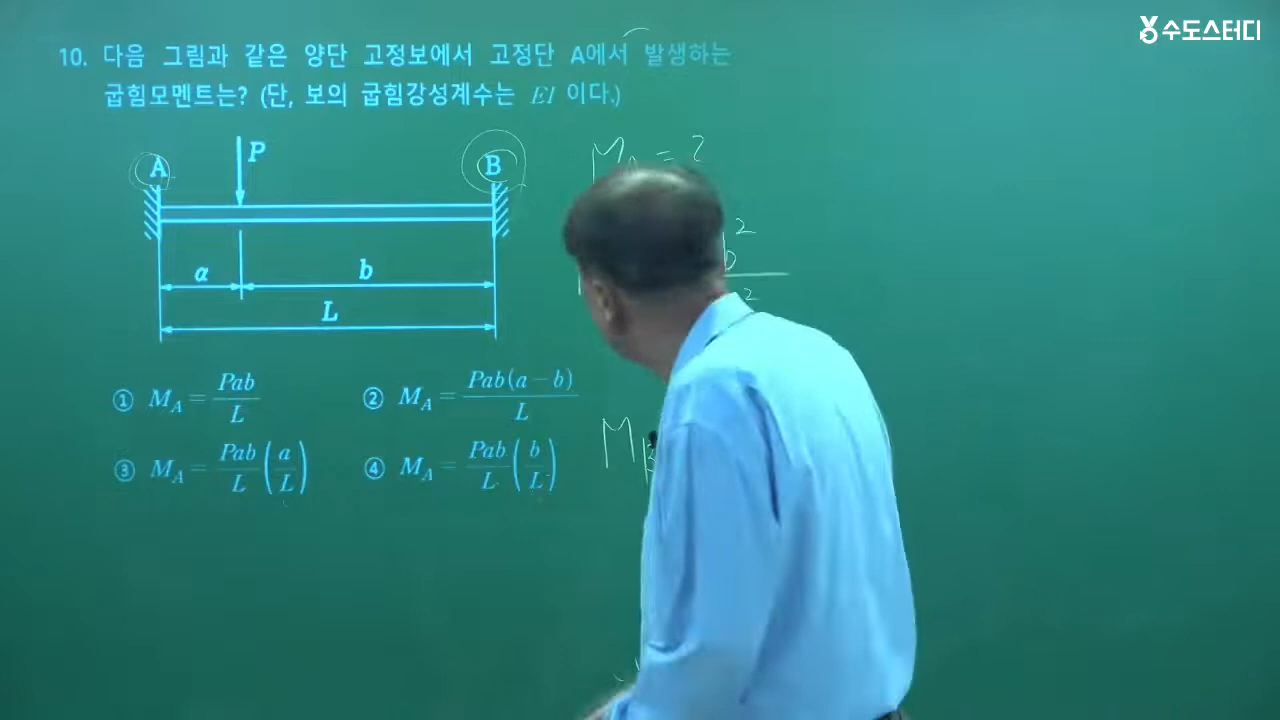 수도스터디
10. 다음 그림과 같은 양단 고정보에서 고정단 A에서 발생하는
굽힘모멘트는? (단, 보의 굽힘강성계수는 EI 이다.)
A P B
a b
L
① M_A = Pab/L ② M_A = Pab(a-b)/L
③ M_A = Pab/L (a/L) ④ M_A = Pab/L (b/L)
M_A = ?
b²
2
M_B